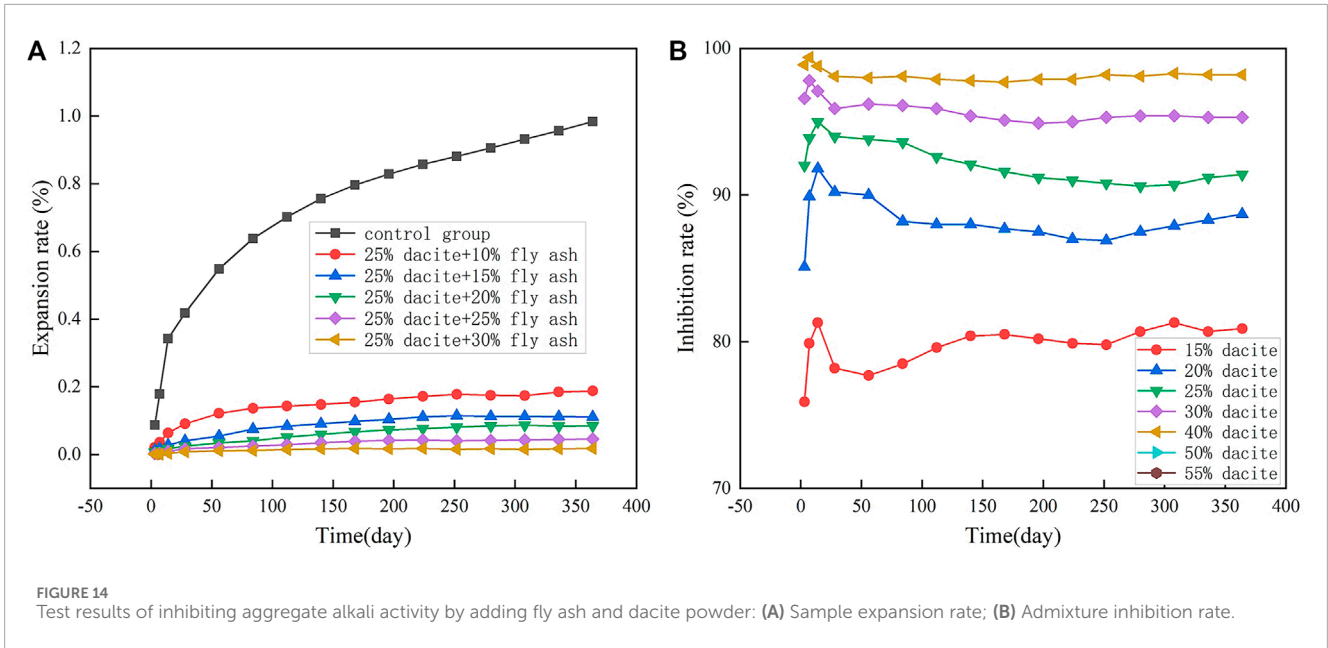 A
1.2
1.0
0.8
0.6
0.4
0.2
0.0
Expansion rate (%)
control group
25% dacite+10% fly ash
25% dacite+15% fly ash
25% dacite+20% fly ash
25% dacite+25% fly ash
25% dacite+30% fly ash
-50 0 50 100 150 200 250 300 350 400
Time(day)
B
100
90
80
70
Inhibition rate (%)
15% dacite
20% dacite
25% dacite
30% dacite
40% dacite
50% dacite
55% dacite
-50 0 50 100 150 200 250 300 350 400
Time(day)
FIGURE 14
Test results of inhibiting aggregate alkali activity by adding fly ash and dacite powder: (A) Sample expansion rate; (B) Admixture inhibition rate.